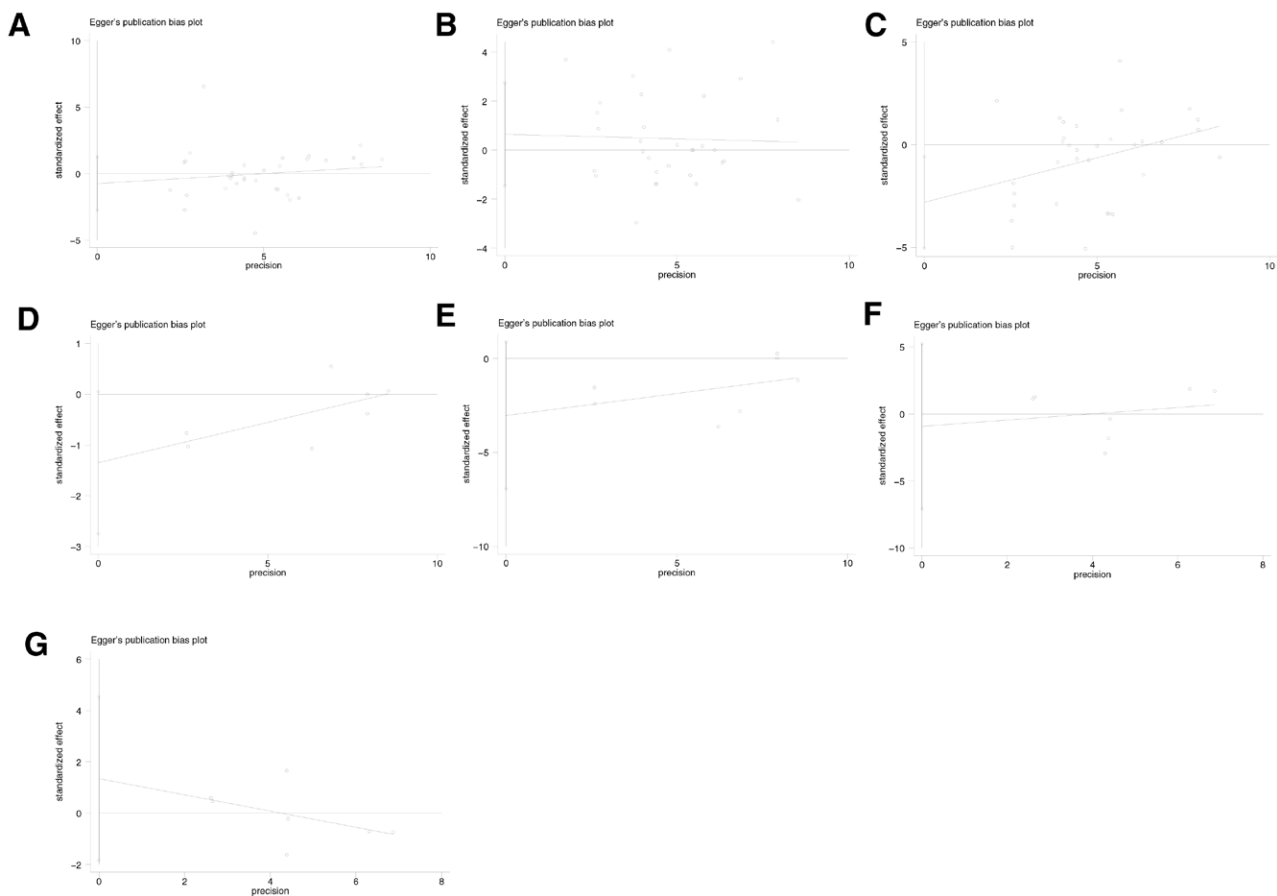 A
Egger's publication bias plot
10
5
0
−5
standardized effect
0
5
10
precision
B
Egger's publication bias plot
4
2
0
−2
−4
standardized effect
0
5
10
precision
C
Egger's publication bias plot
5
0
−5
standardized effect
0
5
10
precision
D
Egger's publication bias plot
1
0
−1
−2
−3
standardized effect
0
5
10
precision
E
Egger's publication bias plot
0
−5
−10
standardized effect
0
5
10
precision
F
Egger's publication bias plot
5
0
−5
−10
standardized effect
0
2
4
6
8
precision
G
Egger's publication bias plot
6
4
2
0
−2
standardized effect
0
2
4
6
8
precision